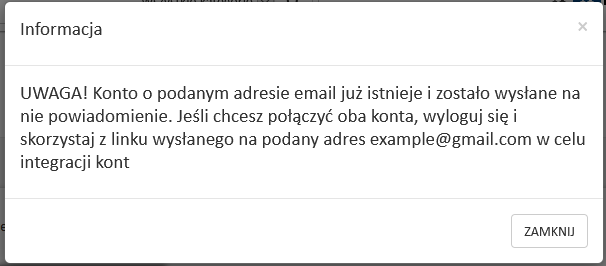 Informacja
×
UWAGA! Konto o podanym adresie email już istnieje i zostało wysłane na
nie powiadomienie. Jeśli chcesz połączyć oba konta, wyloguj się i
skorzystaj z linku wysłanego na podany adres example@gmail.com w celu
integracji kont
ZAMKNIJ